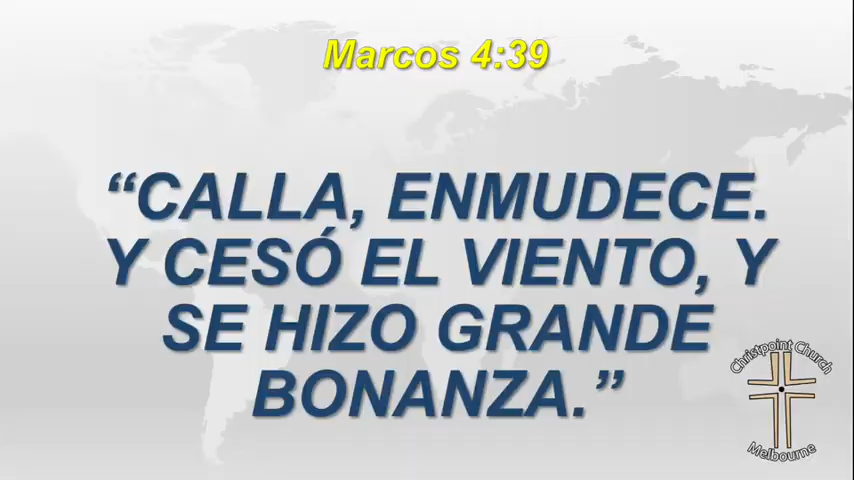 Marcos 4:39
“CALLA, ENMUDECE.
Y CESÓ EL VIENTO, Y
SE HIZO GRANDE
BONANZA.”
Christpoint Church
Melbourne